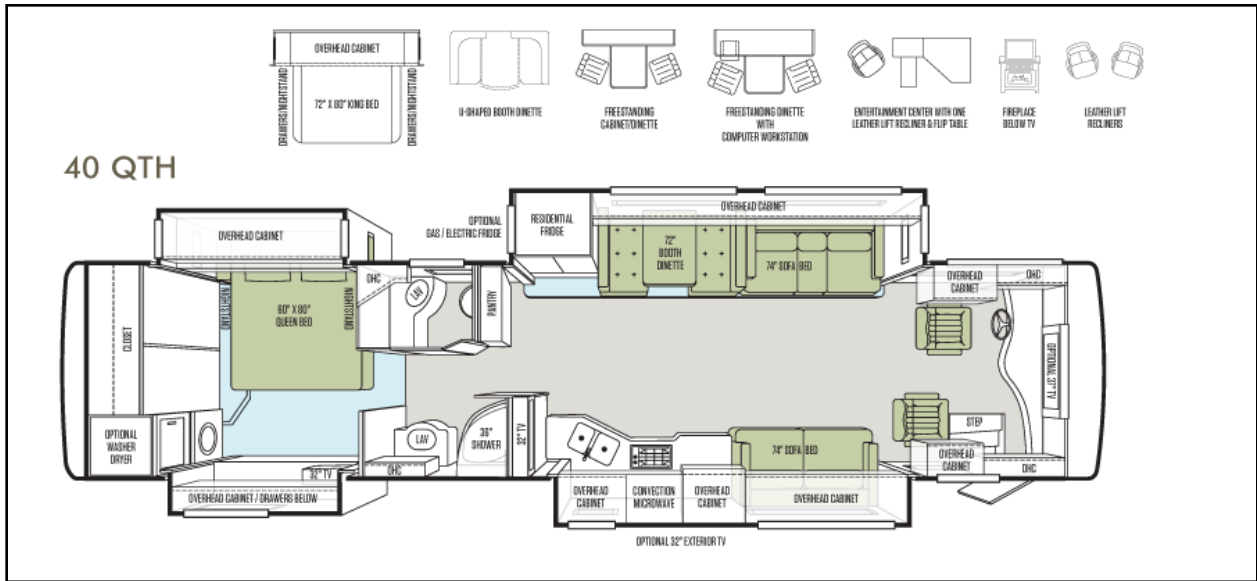 OVERHEAD CABINET
72" X 80" KING BED
DRAWERS/NIGHTSTAND
DRAWERS/NIGHTSTAND
U-SHAPED BOOTH DINETTE
FREESTANDING
CABINET/DINETTE
FREESTANDING DINETTE
WITH
COMPUTER WORKSTATION
ENTERTAINMENT CENTER WITH ONE
LEATHER LIFT RECLINER & FLIP TABLE
FIREPLACE
BELOW TV
LEATHER LIFT
RECLINERS
40 QTH
OVERHEAD CABINET
OPTIONAL
GAS / ELECTRIC FRIDGE
RESIDENTIAL
FRIDGE
OVERHEAD CABINET
72"
BOOTH
DINETTE
74" SOFA BED
OVERHEAD
CABINET
OHC
CLOSET
NIGHTSTAND
60" X 80"
QUEEN BED
NIGHTSTAND
OHC
LAV
PANTRY
OPTIONAL 31" TV
OPTIONAL
WASHER
DRYER
32" TV
OVERHEAD CABINET / DRAWERS BELOW
LAV
OHC
36"
SHOWER
32" TV
74" SOFA BED
STEP
OVERHEAD
CABINET
OHC
OVERHEAD
CABINET
CONVECTION
MICROWAVE
OVERHEAD
CABINET
OVERHEAD CABINET
OPTIONAL 32" EXTERIOR TV